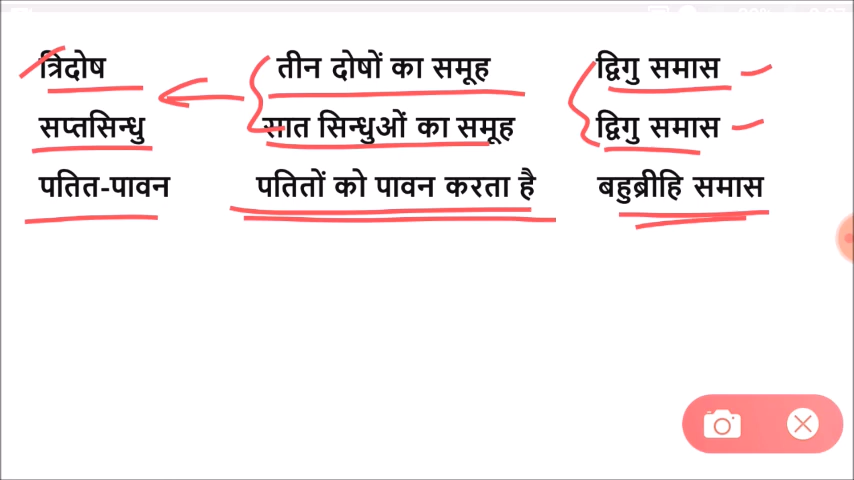 त्रिदोष तीन दोषों का समूह द्विगु समास
सप्तसिन्धु सात सिन्धुओं का समूह द्विगु समास
पतित-पावन पतितों को पावन करता है बहुब्रीहि समास